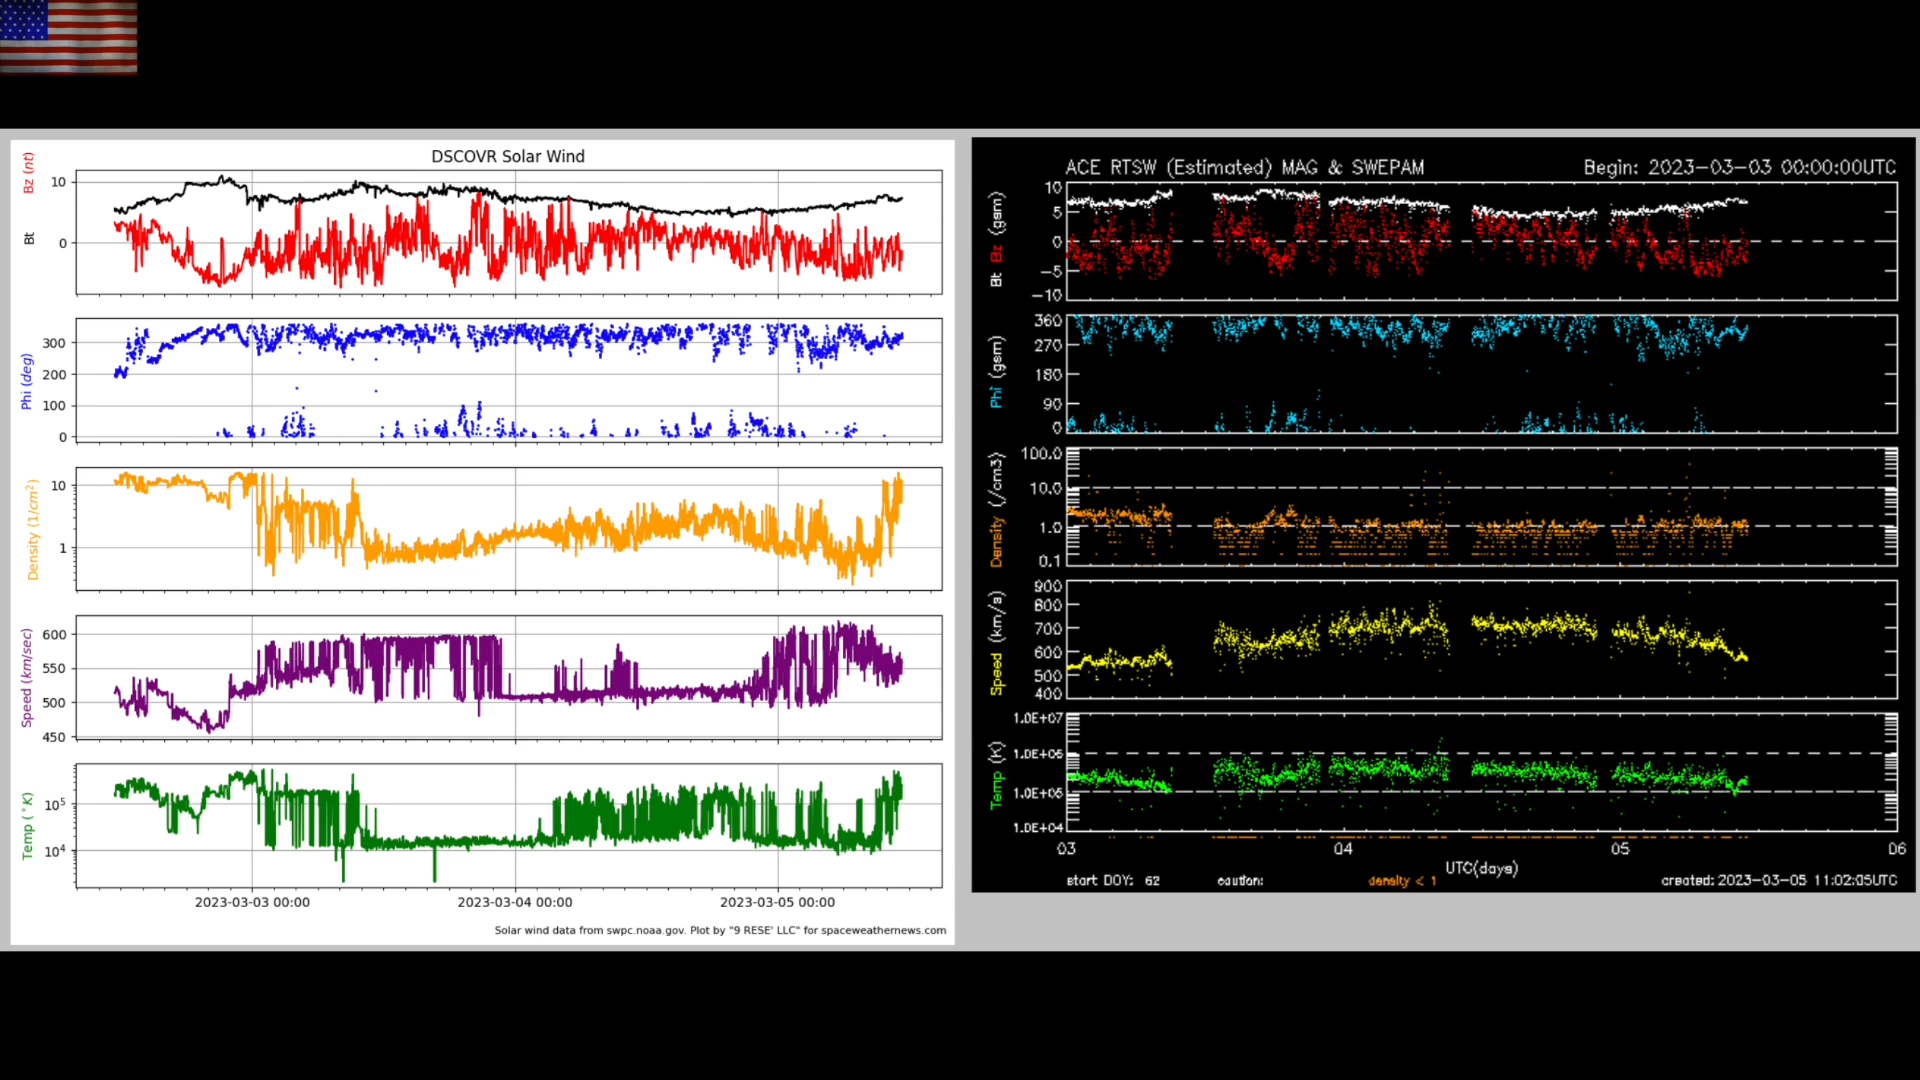 DSCOVR Solar Wind
Bz (nt)
Bt
10
0
Phi (deg)
300
200
100
0
Density (1/cm²)
10
1
Speed (km/sec)
600
550
500
450
Temp (°K)
10⁵
10⁴
2023-03-03 00:00
2023-03-04 00:00
2023-03-05 00:00
Solar wind data from swpc.noaa.gov. Plot by "9 RESE' LLC" for spaceweathernews.com
ACE RTSW (Estimated) MAG & SWEPAM
Begin: 2023-03-03 00:00:00UTC
Bt Bz (gsm)
10
5
0
-5
-10
Phi (gsm)
360
270
180
90
0
Density (/cm3)
100.0
10.0
1.0
0.1
Speed (km/s)
900
800
700
600
500
400
Temp (K)
1.0E+07
1.0E+06
1.0E+05
1.0E+04
03
04
05
06
UTC(days)
start DOY: 62
caution:
density < 1
created: 2023-03-05 11:02:05UTC